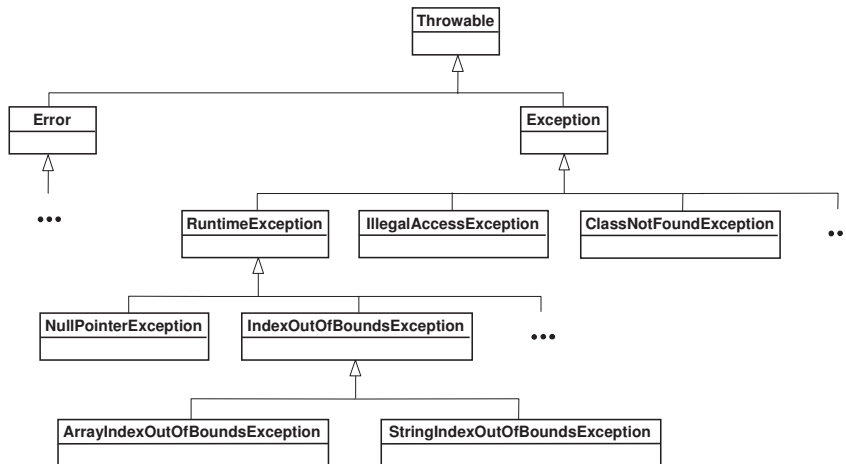 Throwable
Error
Exception
•••
RuntimeException
IllegalAccessException
ClassNotFoundException
••
NullPointerException
IndexOutOfBoundsException
•••
ArrayIndexOutOfBoundsException
StringIndexOutOfBoundsException